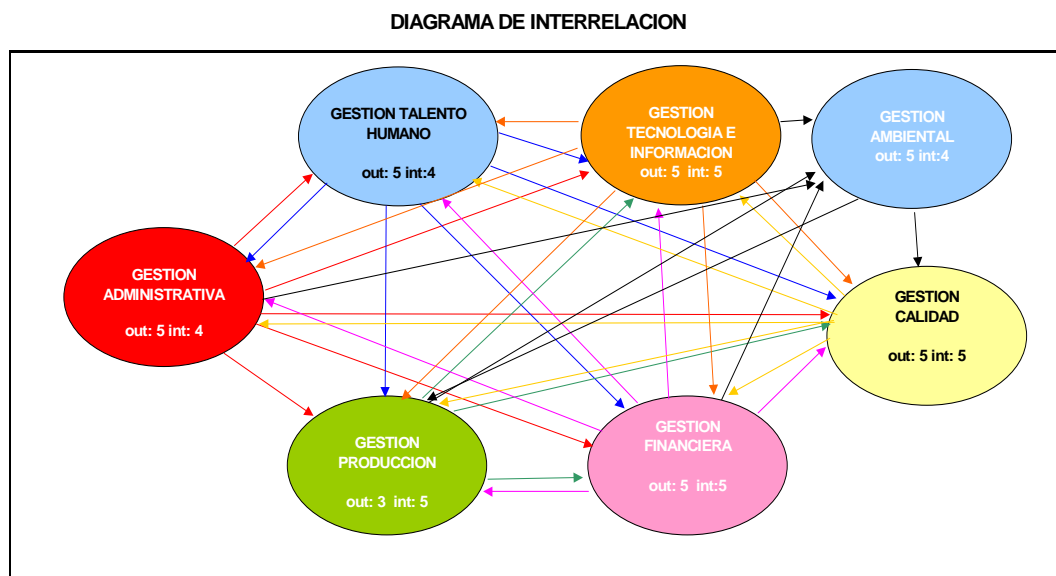 DIAGRAMA DE INTERRELACION
GESTION TALENTO
HUMANO
out: 5 int:4
GESTION
TECNOLOGIA E
INFORMACION
out: 5  int: 5
GESTION
AMBIENTAL
out: 5 int:4
GESTION
ADMINISTRATIVA
out: 5 int: 4
GESTION
CALIDAD
out: 5 int: 5
GESTION
PRODUCCION
out: 3  int: 5
GESTION
FINANCIERA
out: 5  int:5